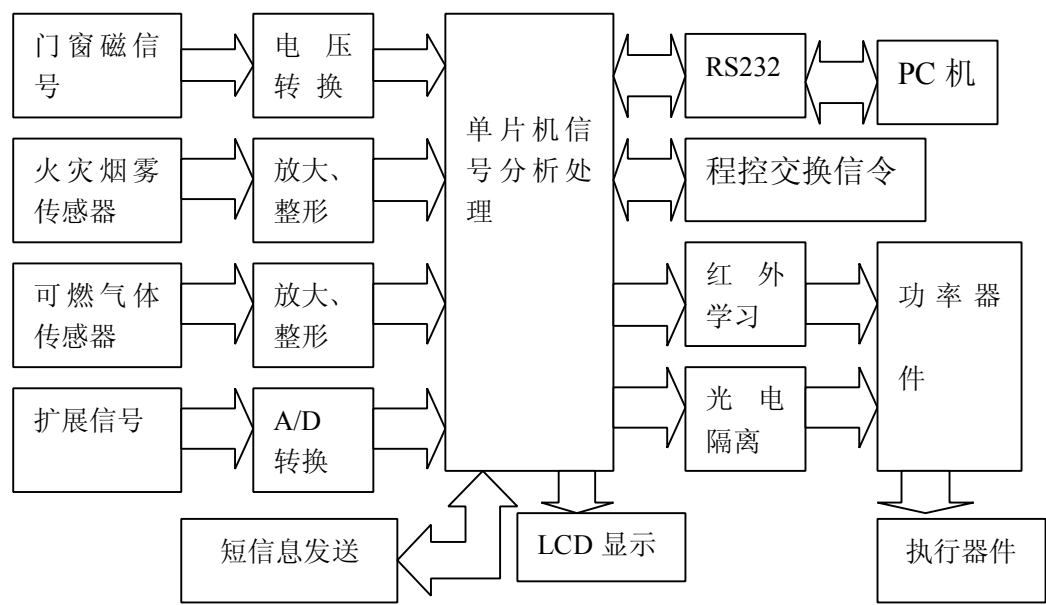 门窗磁信
号
电压
转换
单片机信
号分析处
理
RS232
PC 机
火灾烟雾
传感器
放大、
整形
程控交换信令
可燃气体
传感器
放大、
整形
红外
学习
功率器
件
扩展信号
A/D
转换
光电
隔离
短信息发送
LCD 显示
执行器件